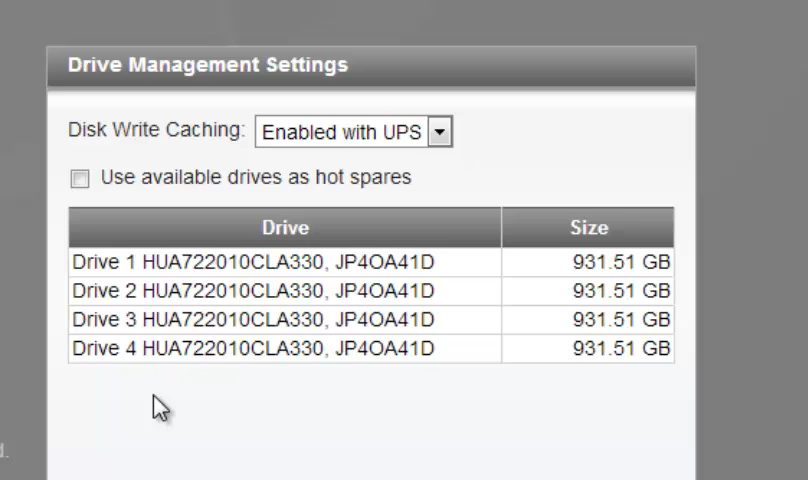 Drive Management Settings
Disk Write Caching: Enabled with UPS
Use available drives as hot spares
Drive Size
Drive 1 HUA722010CLA330, JP4OA41D 931.51 GB
Drive 2 HUA722010CLA330, JP4OA41D 931.51 GB
Drive 3 HUA722010CLA330, JP4OA41D 931.51 GB
Drive 4 HUA722010CLA330, JP4OA41D 931.51 GB
d.